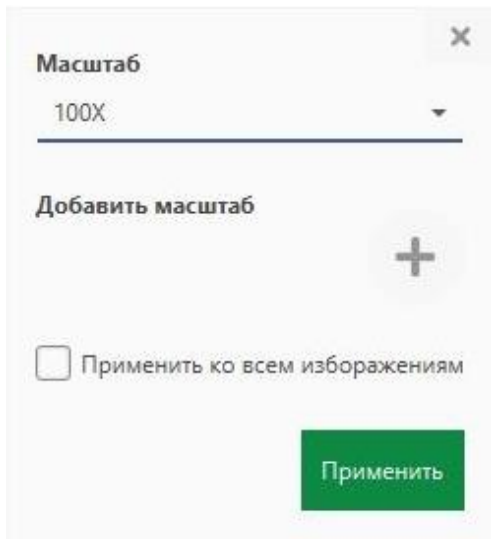 Масштаб
100X
Добавить масштаб
Применить ко всем изборажениям
Применить